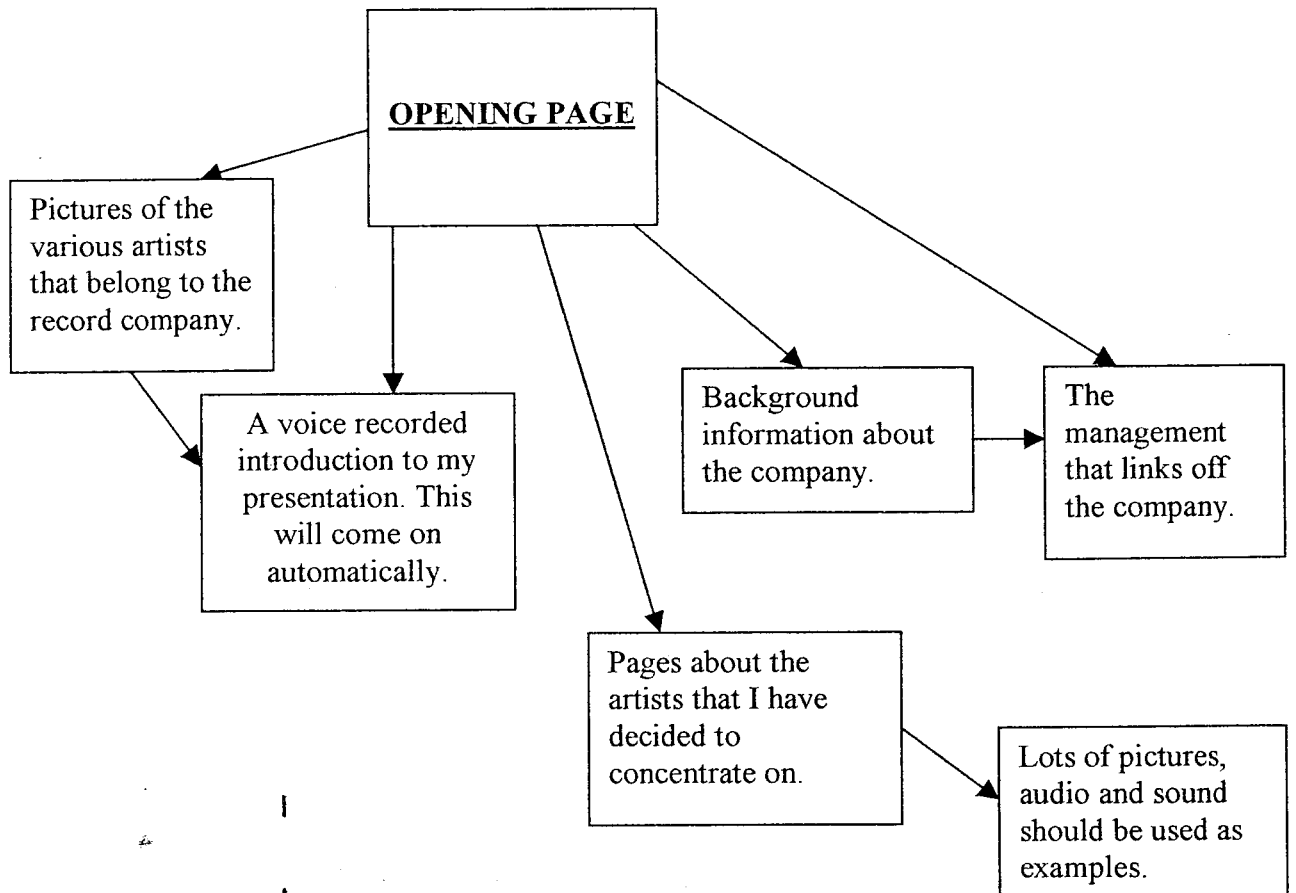 OPENING PAGE
Pictures of the
various artists
that belong to the
record company.
A voice recorded
introduction to my
presentation. This
will come on
automatically.
Background
information about
the company.
The
management
that links off
the company.
Pages about the
artists that I have
decided to
concentrate on.
Lots of pictures,
audio and sound
should be used as
examples.